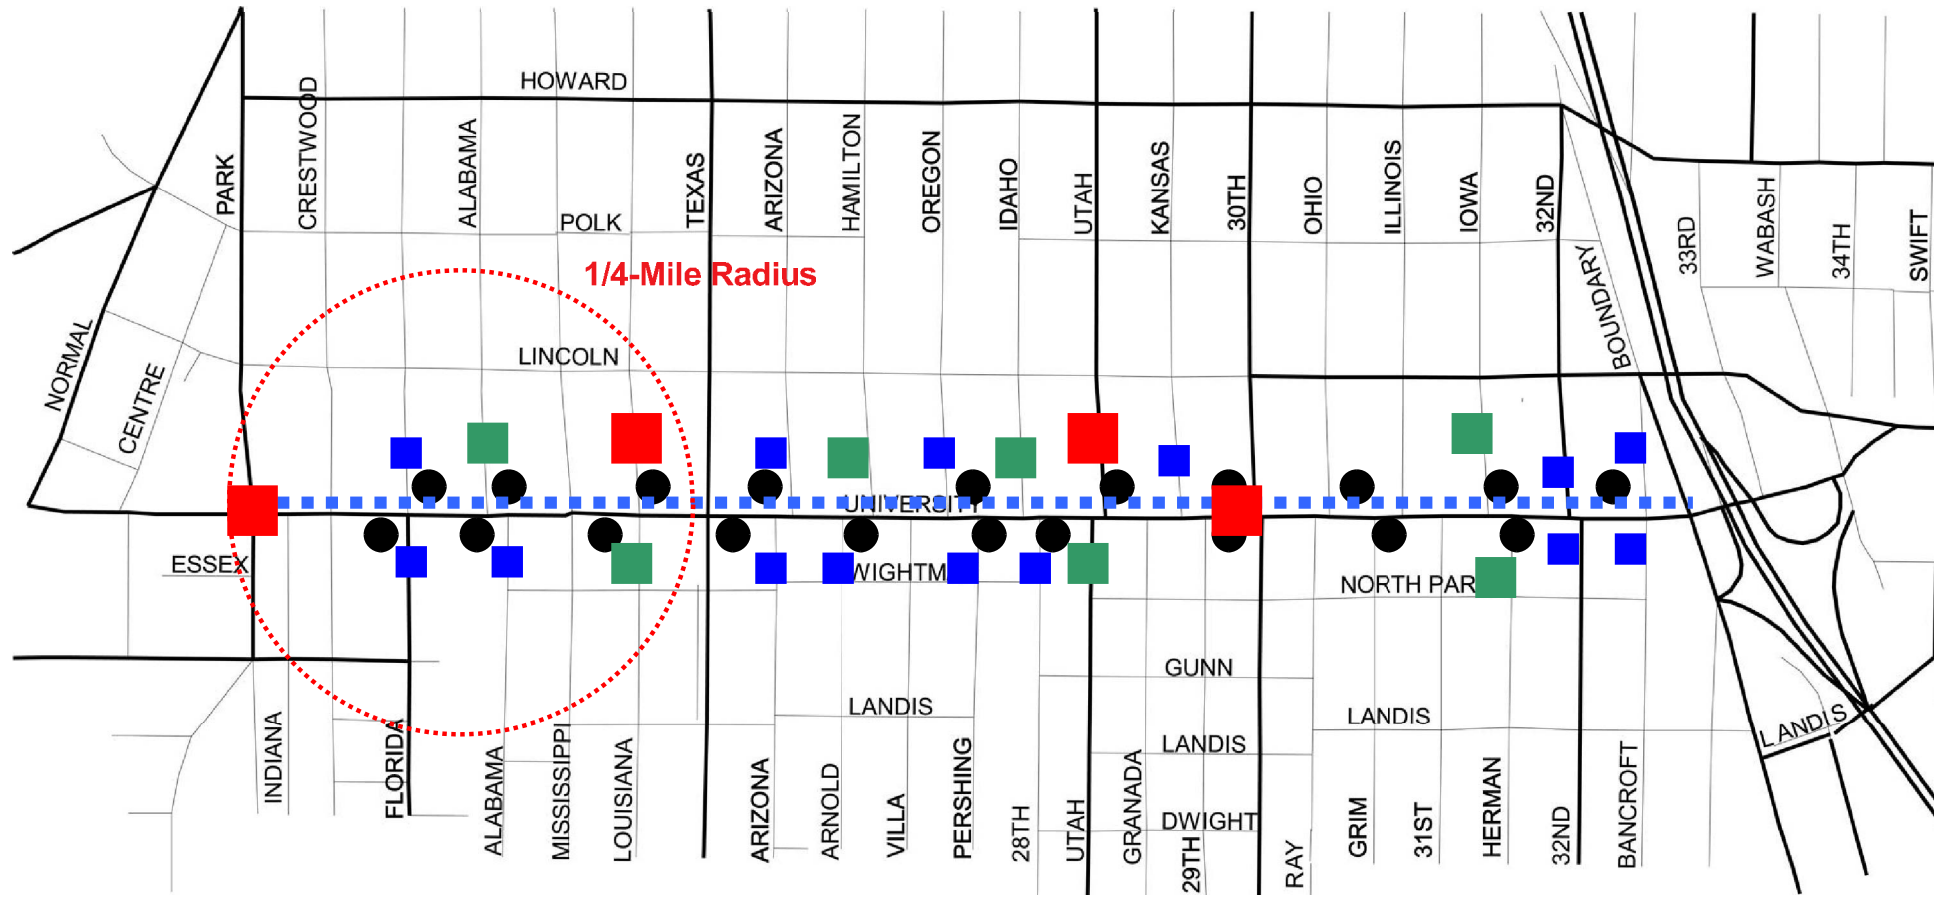 HOWARD
PARK
CRESTWOOD
ALABAMA
TEXAS
ARIZONA
HAMILTON
OREGON
IDAHO
UTAH
KANSAS
30TH
OHIO
ILLINOIS
IOWA
32ND
POLK
BOUNDARY
33RD
WABASH
34TH
SWIFT
1/4-Mile Radius
NORMAL
CENTRE
LINCOLN
UNIVERSITY
ESSEX
WIGHTM
NORTH PAR
GUNN
LANDIS
LANDIS
LANDIS
LANDIS
INDIANA
FLORIDA
ALABAMA
MISSISSIPPI
LOUISIANA
ARIZONA
ARNOLD
VILLA
PERSHING
28TH
UTAH
GRANADA
DWIGHT
29TH
RAY
GRIM
31ST
HERMAN
32ND
BANCROFT